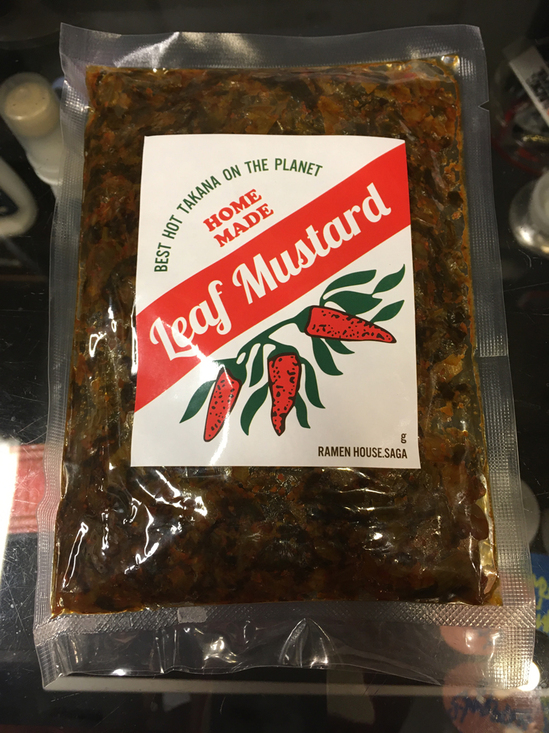 BEST HOT TAKANA ON THE PLANET
HOME
MADE
Leaf Mustard
g
RAMEN HOUSE.SAGA